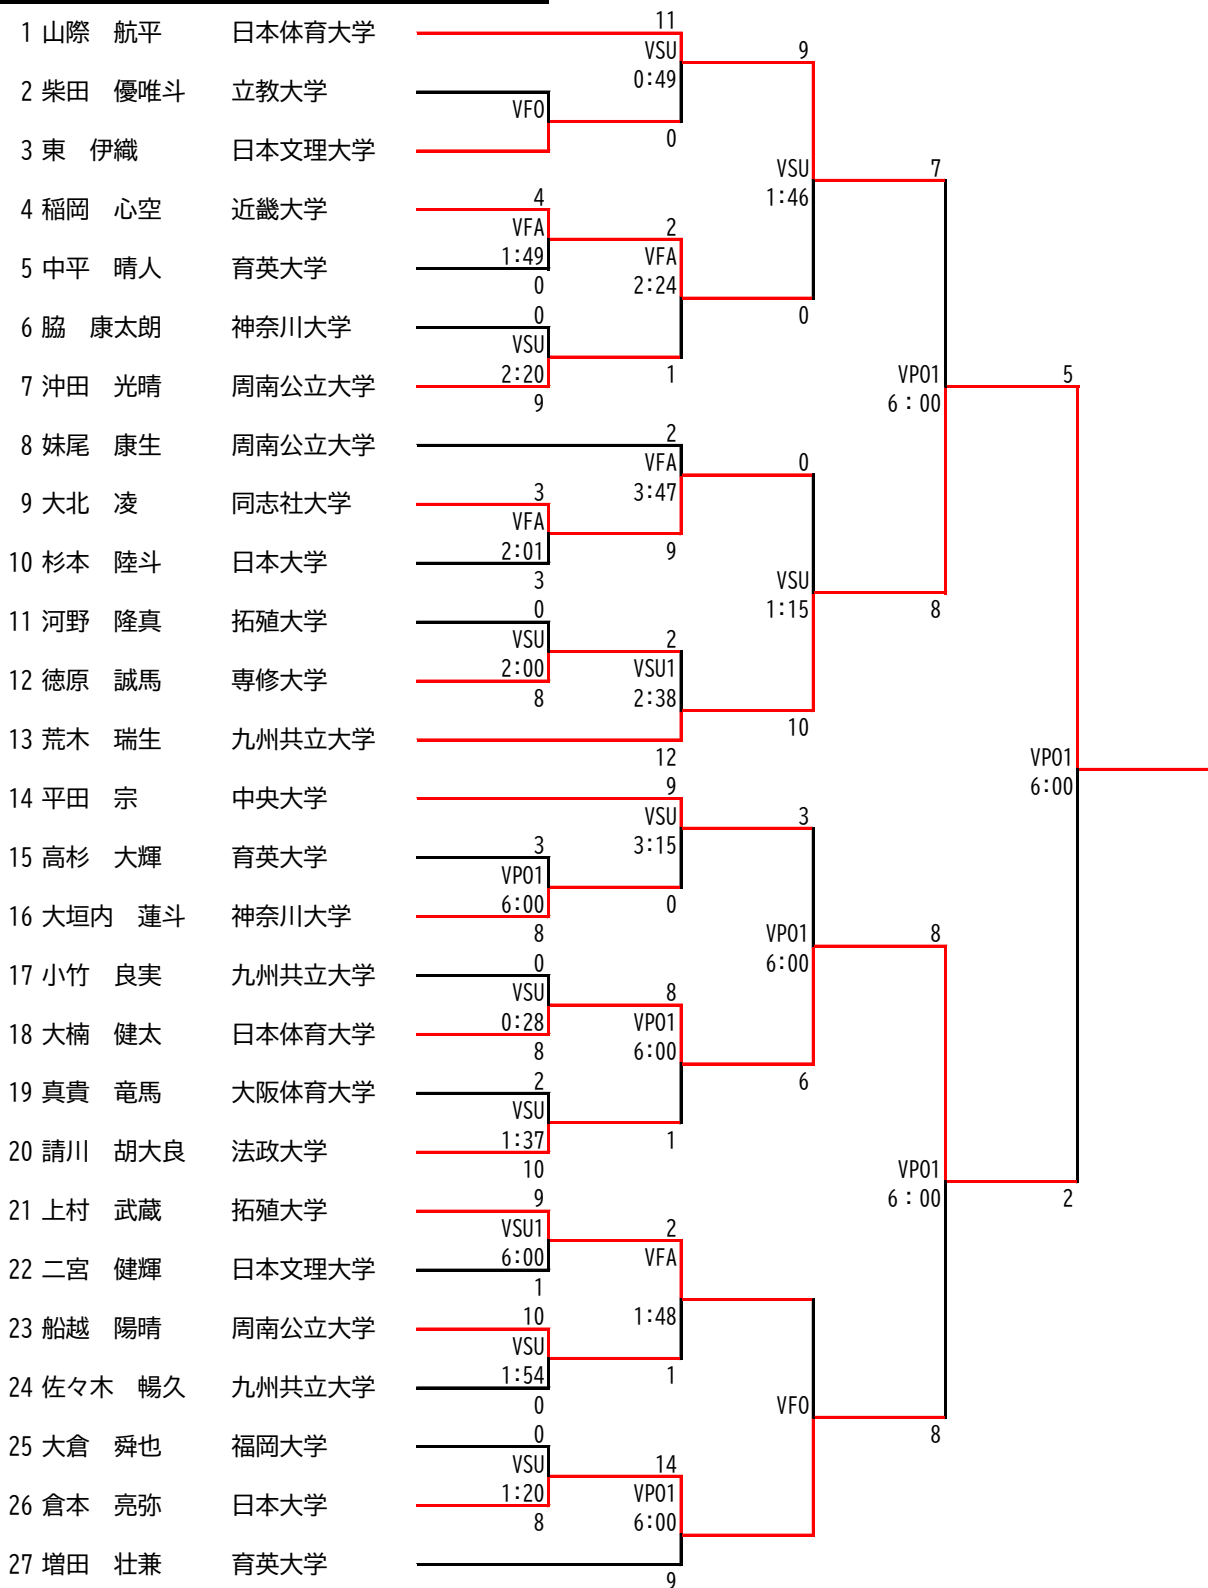 1 山際 航平 日本体育大学
2 柴田 優唯斗 立教大学
3 東 伊織 日本文理大学
4 稲岡 心空 近畿大学
5 中平 晴人 育英大学
6 脇 康太朗 神奈川大学
7 沖田 光晴 周南公立大学
8 妹尾 康生 周南公立大学
9 大北 凌 同志社大学
10 杉本 陸斗 日本大学
11 河野 隆真 拓殖大学
12 徳原 誠馬 専修大学
13 荒木 瑞生 九州共立大学
14 平田 宗 中央大学
15 高杉 大輝 育英大学
16 大垣内 蓮斗 神奈川大学
17 小竹 良実 九州共立大学
18 大楠 健太 日本体育大学
19 真貴 竜馬 大阪体育大学
20 請川 胡大良 法政大学
21 上村 武蔵 拓殖大学
22 二宮 健輝 日本文理大学
23 船越 陽晴 周南公立大学
24 佐々木 暢久 九州共立大学
25 大倉 舜也 福岡大学
26 倉本 亮弥 日本大学
27 増田 壮兼 育英大学
VFO
4
VFA
1:49
0
0
VSU
2:20
9
3
VFA
2:01
3
0
VSU
2:00
8
3
VPO1
6:00
8
0
VSU
0:28
8
2
VSU
1:37
10
9
VSU1
6:00
1
10
VSU
1:54
0
0
VSU
1:20
8
11
VSU
0:49
0
2
VFA
2:24
1
2
VFA
3:47
9
2
VSU1
2:38
12
9
VSU
3:15
0
8
VPO1
6:00
1
2
VFA
1:48
1
14
VPO1
6:00
9
9
VSU
1:46
0
0
VSU
1:15
10
3
VPO1
6:00
6
VFO
7
VPO1
6：00
8
8
VPO1
6：00
8
5
VPO1
6:00
2